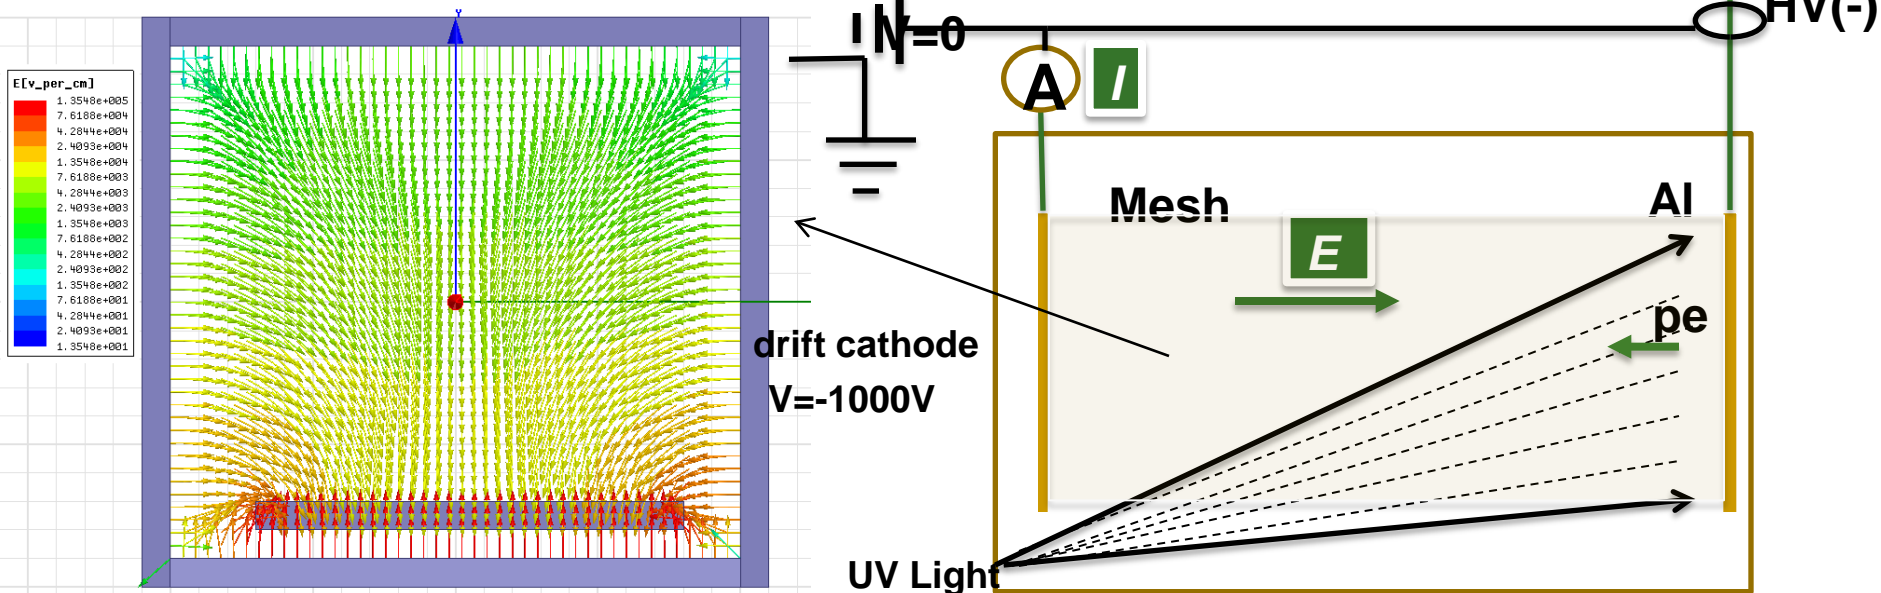 Y
E[v_per_cm]
1.3548e+005
7.6188e+004
4.2844e+004
2.4093e+004
1.3548e+004
7.6188e+003
4.2844e+003
2.4093e+003
1.3548e+003
7.6188e+002
4.2844e+002
2.4093e+002
1.3548e+002
7.6188e+001
4.2844e+001
2.4093e+001
1.3548e+001
V=0
HV(-)
A
I
Mesh
Al
E
pe
drift cathode
V=-1000V
UV Light